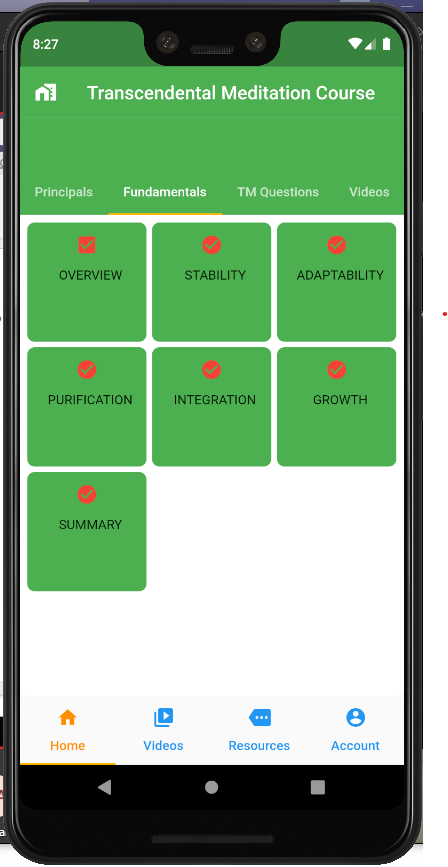 8:27
Transcendental Meditation Course
Principals Fundamentals TM Questions Videos
OVERVIEW STABILITY ADAPTABILITY
PURIFICATION INTEGRATION GROWTH
SUMMARY
Home Videos Resources Account